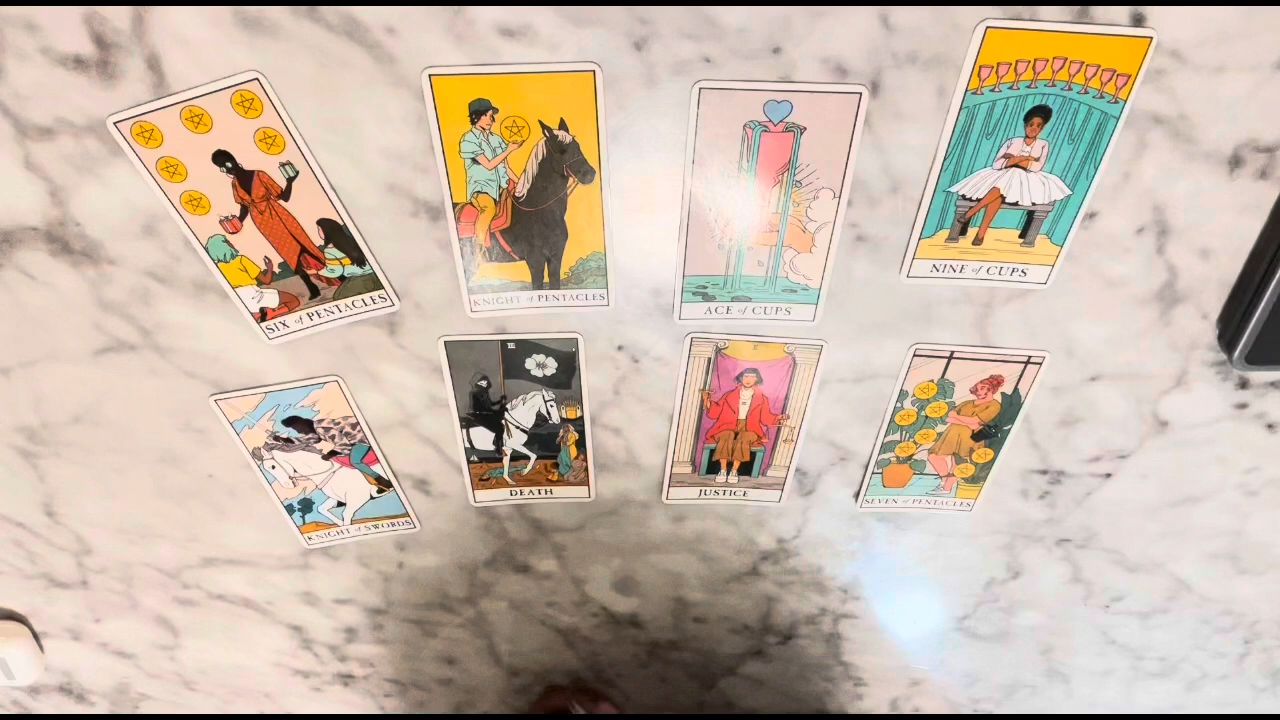 SIX of PENTACLES
KNIGHT of PENTACLES
ACE of CUPS
NINE of CUPS
KNIGHT of SWORDS
DEATH
JUSTICE
SEVEN of PENTACLES